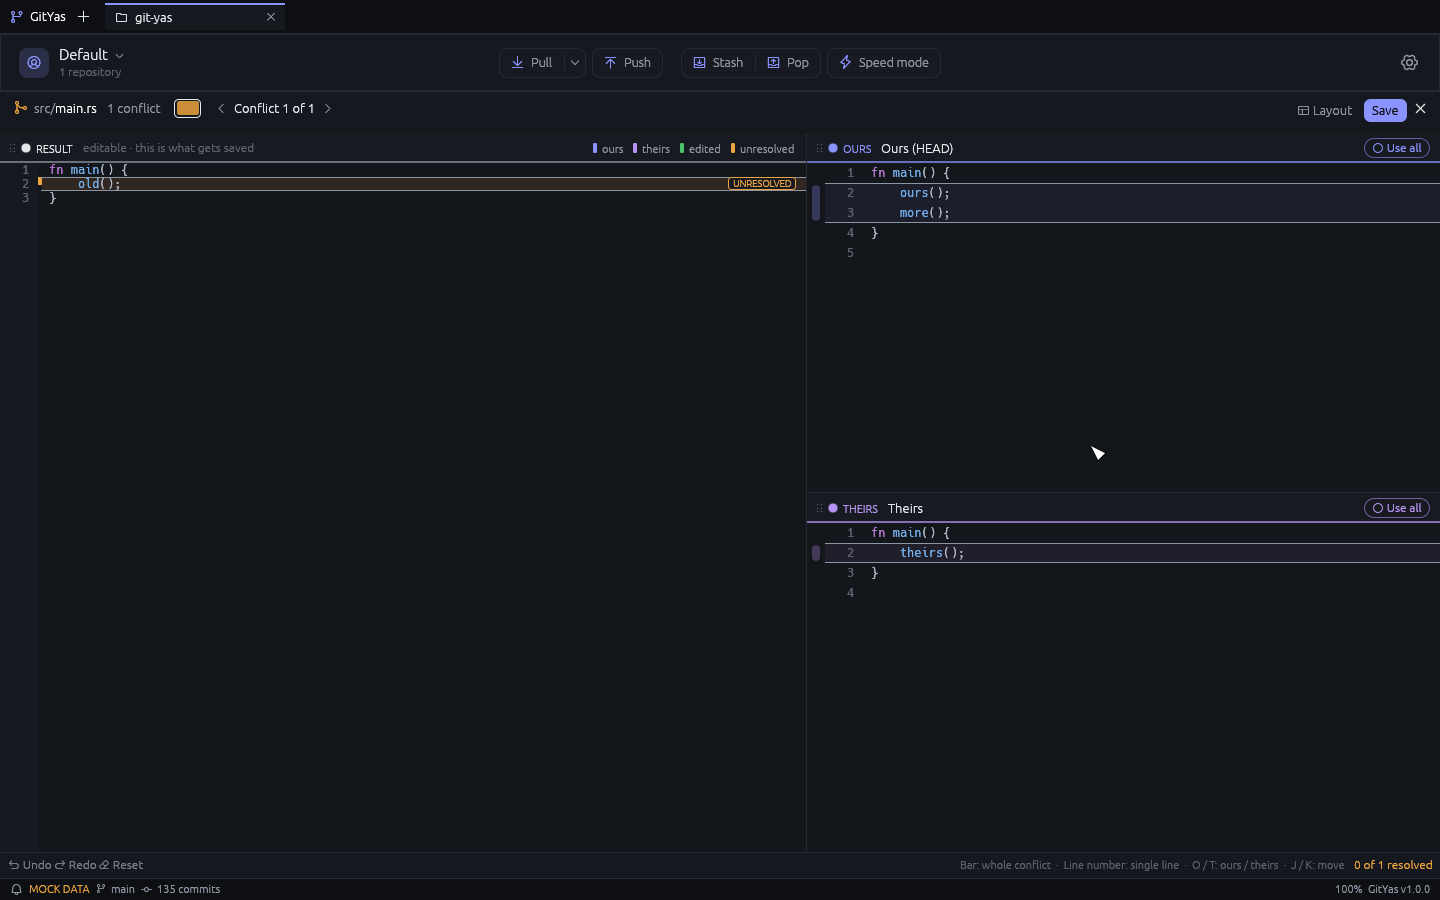 GitYas
git-yas
Default
1 repository
Pull
Push
Stash
Pop
Speed mode
src/main.rs 1 conflict
Conflict 1 of 1
Layout
Save
RESULT editable · this is what gets saved
ours theirs edited unresolved
1 fn main() {
2     old();
UNRESOLVED
3 }
OURS Ours (HEAD)
Use all
1 fn main() {
2     ours();
3     more();
4 }
5
THEIRS Theirs
Use all
1 fn main() {
2     theirs();
3 }
4
Undo Redo Reset
Bar: whole conflict · Line number: single line · O / T: ours / theirs · J / K: move 0 of 1 resolved
MOCK DATA main 135 commits
100% GitYas v1.0.0